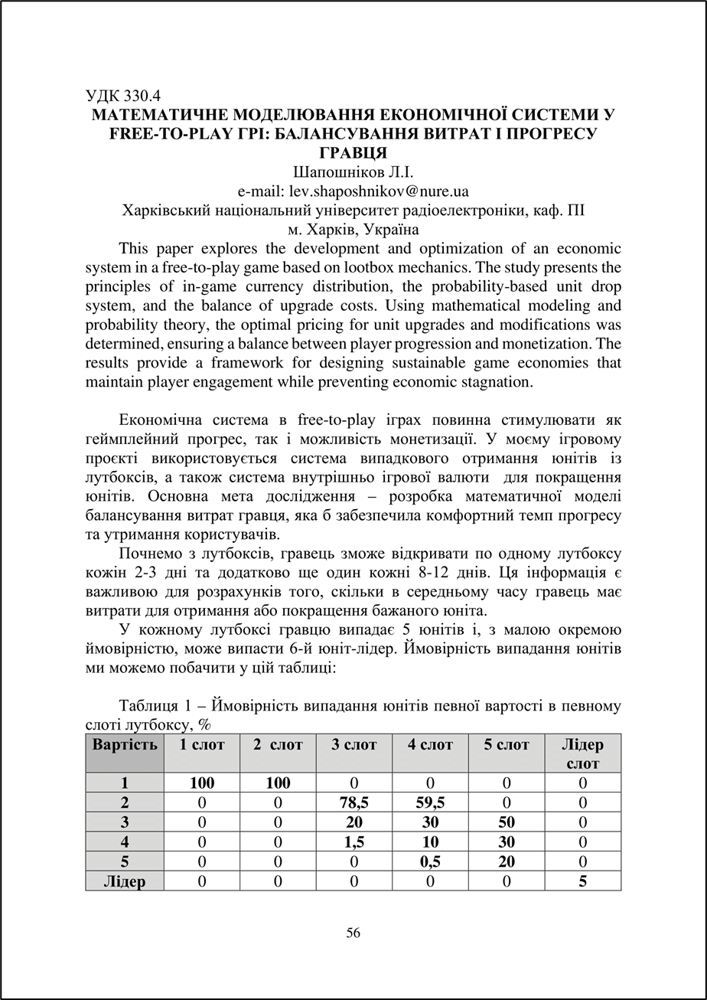 УДК 330.4
МАТЕМАТИЧНЕ МОДЕЛЮВАННЯ ЕКОНОМІЧНОЇ СИСТЕМИ У
FREE-TO-PLAY ГРІ: БАЛАНСУВАННЯ ВИТРАТ І ПРОГРЕСУ
ГРАВЦЯ
Шапошніков Л.І.
e-mail: lev.shaposhnikov@nure.ua
Харківський національний університет радіоелектроніки, каф. ПІ
м. Харків, Україна
This paper explores the development and optimization of an economic
system in a free-to-play game based on lootbox mechanics. The study presents the
principles of in-game currency distribution, the probability-based unit drop
system, and the balance of upgrade costs. Using mathematical modeling and
probability theory, the optimal pricing for unit upgrades and modifications was
determined, ensuring a balance between player progression and monetization. The
results provide a framework for designing sustainable game economies that
maintain player engagement while preventing economic stagnation.
Економічна система в free-to-play іграх повинна стимулювати як
геймплейний прогрес, так і можливість монетизації. У моєму ігровому
проєкті використовується система випадкового отримання юнітів із
лутбоксів, а також система внутрішньо ігрової валюти для покращення
юнітів. Основна мета дослідження – розробка математичної моделі
балансування витрат гравця, яка б забезпечила комфортний темп прогресу
та утримання користувачів.
Почнемо з лутбоксів, гравець зможе відкривати по одному лутбоксу
кожін 2-3 дні та додатково ще один кожні 8-12 днів. Ця інформація є
важливою для розрахунків того, скільки в середньому часу гравець має
витрати для отримання або покращення бажаного юніта.
У кожному лутбоксі гравцю випадає 5 юнітів і, з малою окремою
ймовірністю, може випасти 6-й юніт-лідер. Ймовірність випадання юнітів
ми можемо побачити у цій таблиці:
Таблиця 1 – Ймовірність випадання юнітів певної вартості в певному
слоті лутбоксу, %
Вартість 1 слот 2 слот 3 слот 4 слот 5 слот Лідер
слот
1 100 100 0 0 0 0
2 0 0 78,5 59,5 0 0
3 0 0 20 30 50 0
4 0 0 1,5 10 30 0
5 0 0 0 0,5 20 0
Лідер 0 0 0 0 0 5
56